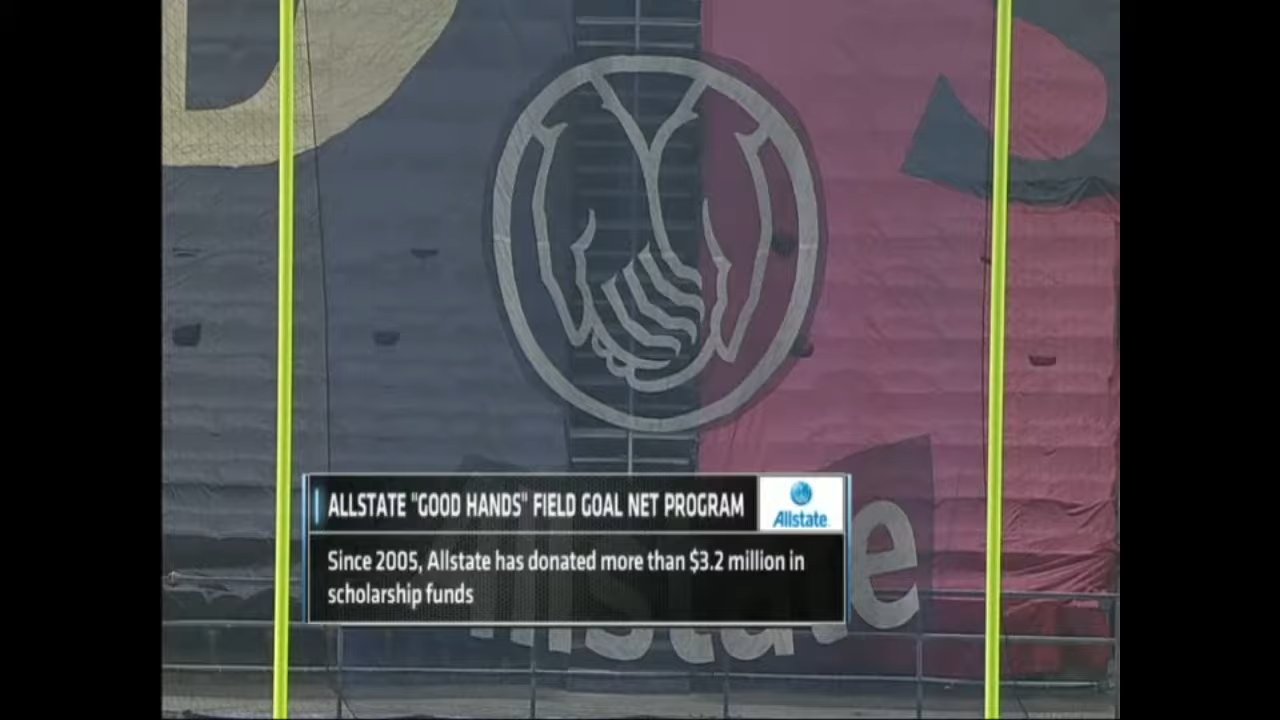 ALLSTATE "GOOD HANDS" FIELD GOAL NET PROGRAM
Allstate
Since 2005, Allstate has donated more than $3.2 million in
scholarship funds
Allstate